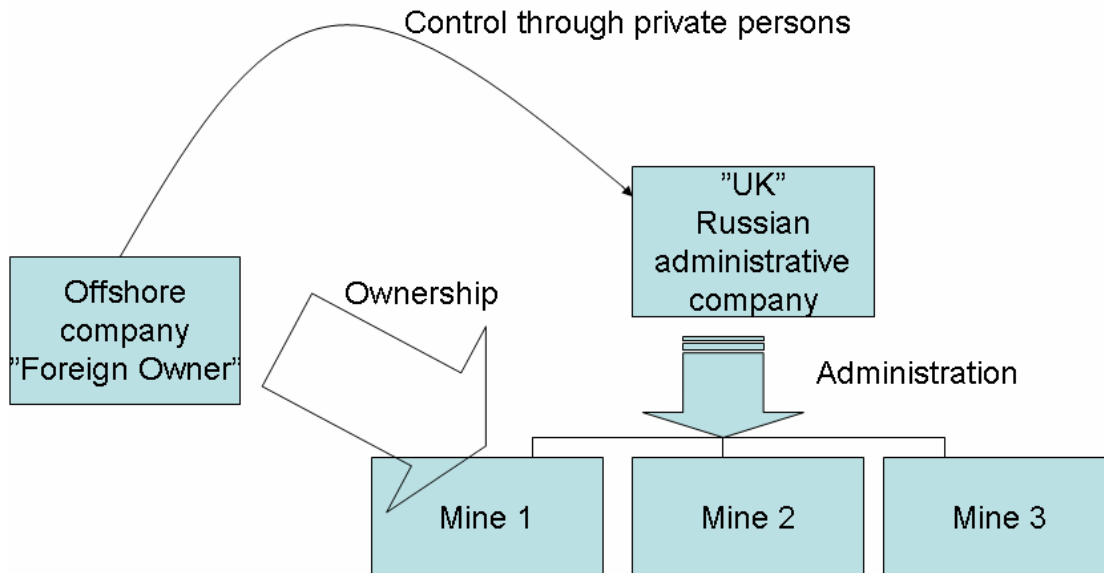 Control through private persons
”UK”
Russian
administrative
company
Offshore
company
”Foreign Owner”
Ownership
Administration
Mine 1
Mine 2
Mine 3